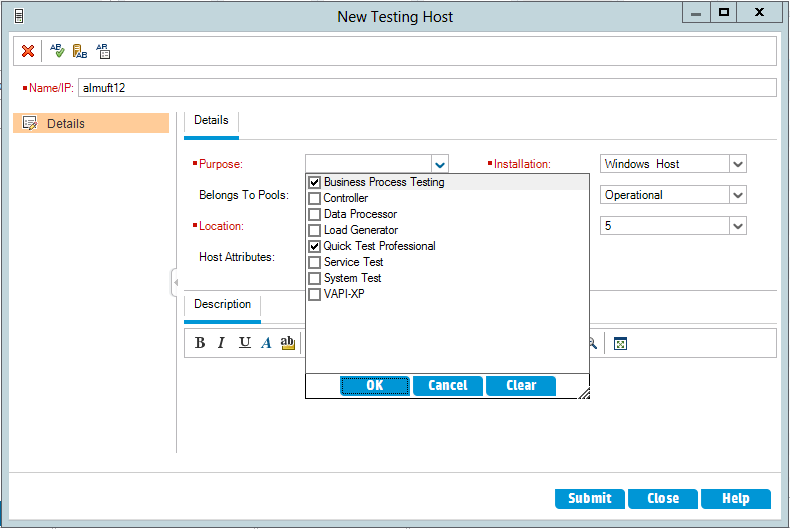 New Testing Host
Name/IP: almuft12
Details
Details
Purpose:
Installation: Windows Host
Belongs To Pools:
Operational
Location:
5
Host Attributes:
Business Process Testing
Controller
Data Processor
Load Generator
Quick Test Professional
Service Test
System Test
VAPI-XP
OK Cancel Clear
Description
B I U A ab
Submit Close Help